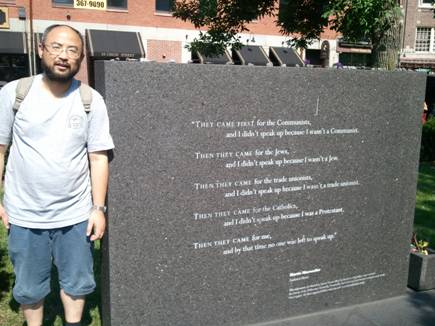 367-9090
"THEY CAME FIRST for the Communists,
and I didn't speak up because I wasn't a Communist.
THEN THEY CAME for the Jews,
and I didn't speak up because I wasn't a Jew.
THEN THEY CAME for the trade unionists,
and I didn't speak up because I wasn't a trade unionist.
THEN THEY CAME for the Catholics,
and I didn't speak up because I was a Protestant.
THEN THEY CAME for me,
and by that time no one was left to speak up."
Martin Niemoeller